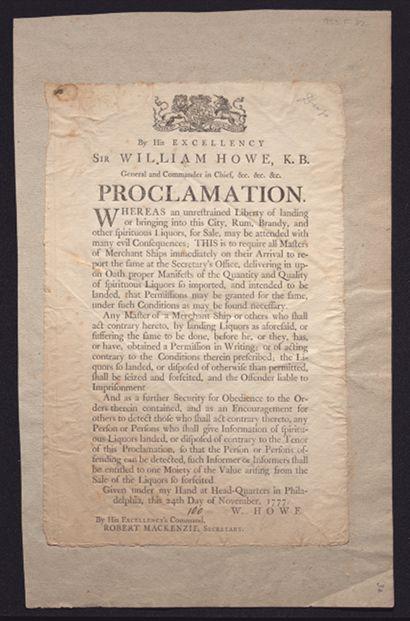 By His EXCELLENCY
SIR WILLIAM HOWE, K. B.
General and Commander in Chief, &c. &c. &c.
PROCLAMATION.
WHEREAS an unrestrained Liberty of landing
or bringing into this City, Rum, Brandy, and
other spirituous Liquors, for Sale, may be attended with
many evil Consequences; THIS is to require all Masters
of Merchant Ships immediately on their Arrival to re-
port the same at the Secretary's Office, delivering in up-
on Oath proper Manifests of the Quantity and Quality
of spirituous Liquors so imported, and intended to be
landed, that Permissions may be granted for the same,
under such Conditions as may be found necessary.
Any Master of a Merchant Ship or others who shall
act contrary hereto, by landing Liquors as aforesaid, or
suffering the same to be done, before he, or they, has,
or have, obtained a Permission in Writing; or of acting
contrary to the Conditions therein prescribed; the Li-
quors so landed, or disposed of otherwise than permitted,
shall be seized and forfeited, and the Offender liable to
Imprisonment
And as a further Security for Obedience to the Or-
ders therein contained, and as an Encouragement for
others to detect those who shall act contrary thereto, any
Person or Persons who shall give Information of spiritu-
ous Liquors landed, or disposed of contrary to the Tenor
of this Proclamation, so that the Person or Persons of-
fending can be detected, such Informer or Informers shall
be entitled to one Moiety of the Value arising from the
Sale of the Liquors so forfeited
Given under my Hand at Head-Quarters in Phila-
delphia, this 24th Day of November, 1777.
100 W. HOWE
By His EXCELLENCY'S Command,
ROBERT MACKENZIE, SECRETARY.